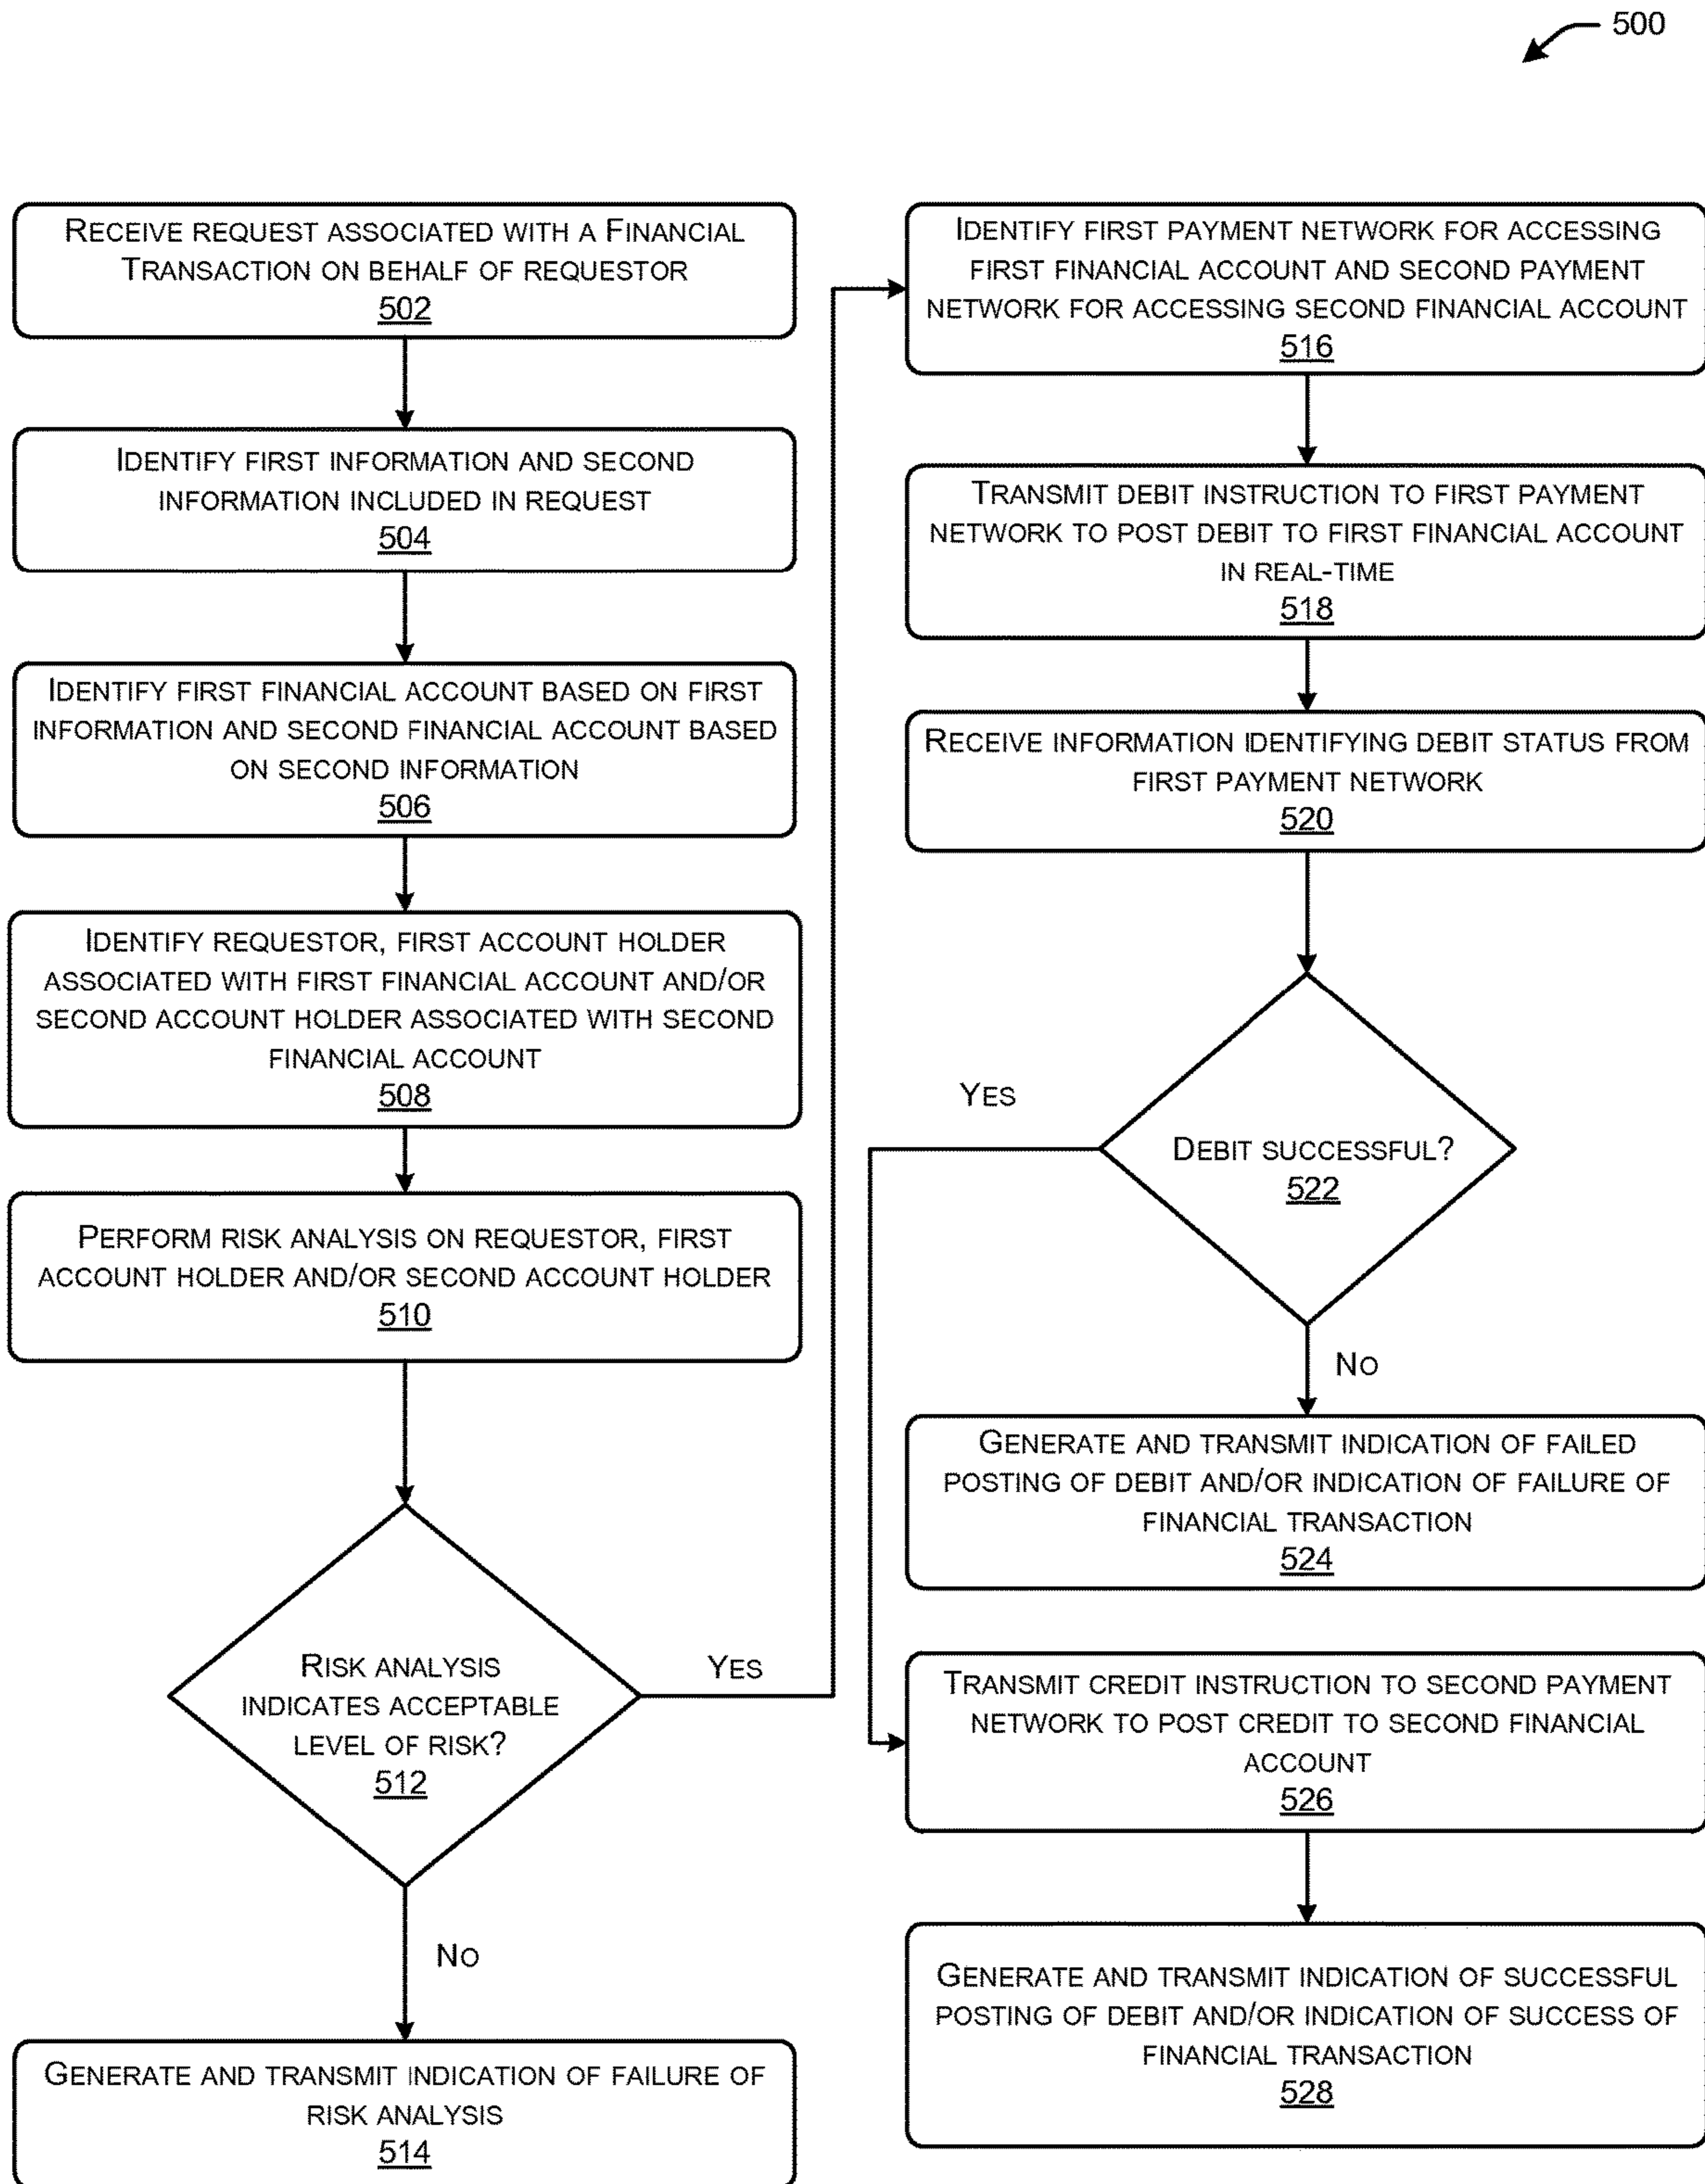 500
RECEIVE REQUEST ASSOCIATED WITH A FINANCIAL
TRANSACTION ON BEHALF OF REQUESTOR
502
IDENTIFY FIRST INFORMATION AND SECOND
INFORMATION INCLUDED IN REQUEST
504
IDENTIFY FIRST FINANCIAL ACCOUNT BASED ON FIRST
INFORMATION AND SECOND FINANCIAL ACCOUNT BASED
ON SECOND INFORMATION
506
IDENTIFY REQUESTOR, FIRST ACCOUNT HOLDER
ASSOCIATED WITH FIRST FINANCIAL ACCOUNT AND/OR
SECOND ACCOUNT HOLDER ASSOCIATED WITH SECOND
FINANCIAL ACCOUNT
508
PERFORM RISK ANALYSIS ON REQUESTOR, FIRST
ACCOUNT HOLDER AND/OR SECOND ACCOUNT HOLDER
510
RISK ANALYSIS
INDICATES ACCEPTABLE
LEVEL OF RISK?
512
YES
NO
GENERATE AND TRANSMIT INDICATION OF FAILURE OF
RISK ANALYSIS
514
IDENTIFY FIRST PAYMENT NETWORK FOR ACCESSING
FIRST FINANCIAL ACCOUNT AND SECOND PAYMENT
NETWORK FOR ACCESSING SECOND FINANCIAL ACCOUNT
516
TRANSMIT DEBIT INSTRUCTION TO FIRST PAYMENT
NETWORK TO POST DEBIT TO FIRST FINANCIAL ACCOUNT
IN REAL-TIME
518
RECEIVE INFORMATION IDENTIFYING DEBIT STATUS FROM
FIRST PAYMENT NETWORK
520
DEBIT SUCCESSFUL?
522
YES
NO
GENERATE AND TRANSMIT INDICATION OF FAILED
POSTING OF DEBIT AND/OR INDICATION OF FAILURE OF
FINANCIAL TRANSACTION
524
TRANSMIT CREDIT INSTRUCTION TO SECOND PAYMENT
NETWORK TO POST CREDIT TO SECOND FINANCIAL
ACCOUNT
526
GENERATE AND TRANSMIT INDICATION OF SUCCESSFUL
POSTING OF DEBIT AND/OR INDICATION OF SUCCESS OF
FINANCIAL TRANSACTION
528